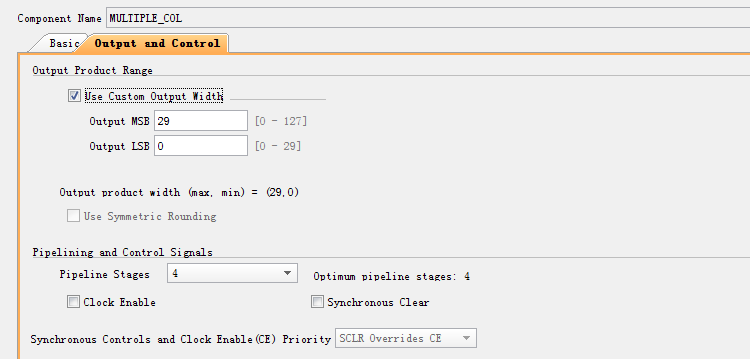 Component Name MULTIPLE_COL
Basic Output and Control
Output Product Range
Use Custom Output Width
Output MSB 29 [0 - 127]
Output LSB 0 [0 - 29]
Output product width (max, min) = (29,0)
Use Symmetric Rounding
Pipelining and Control Signals
Pipeline Stages 4 Optimum pipeline stages: 4
Clock Enable Synchronous Clear
Synchronous Controls and Clock Enable(CE) Priority SCLR Overrides CE